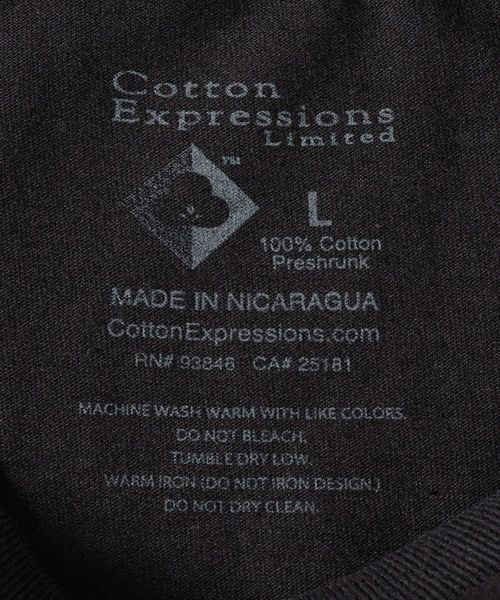 Cotton
Expressions
Limited
™
L
100% Cotton
Preshrunk
MADE IN NICARAGUA
CottonExpressions.com
RN# 93846 CA# 25181
MACHINE WASH WARM WITH LIKE COLORS.
DO NOT BLEACH.
TUMBLE DRY LOW.
WARM IRON (DO NOT IRON DESIGN.)
DO NOT DRY CLEAN.